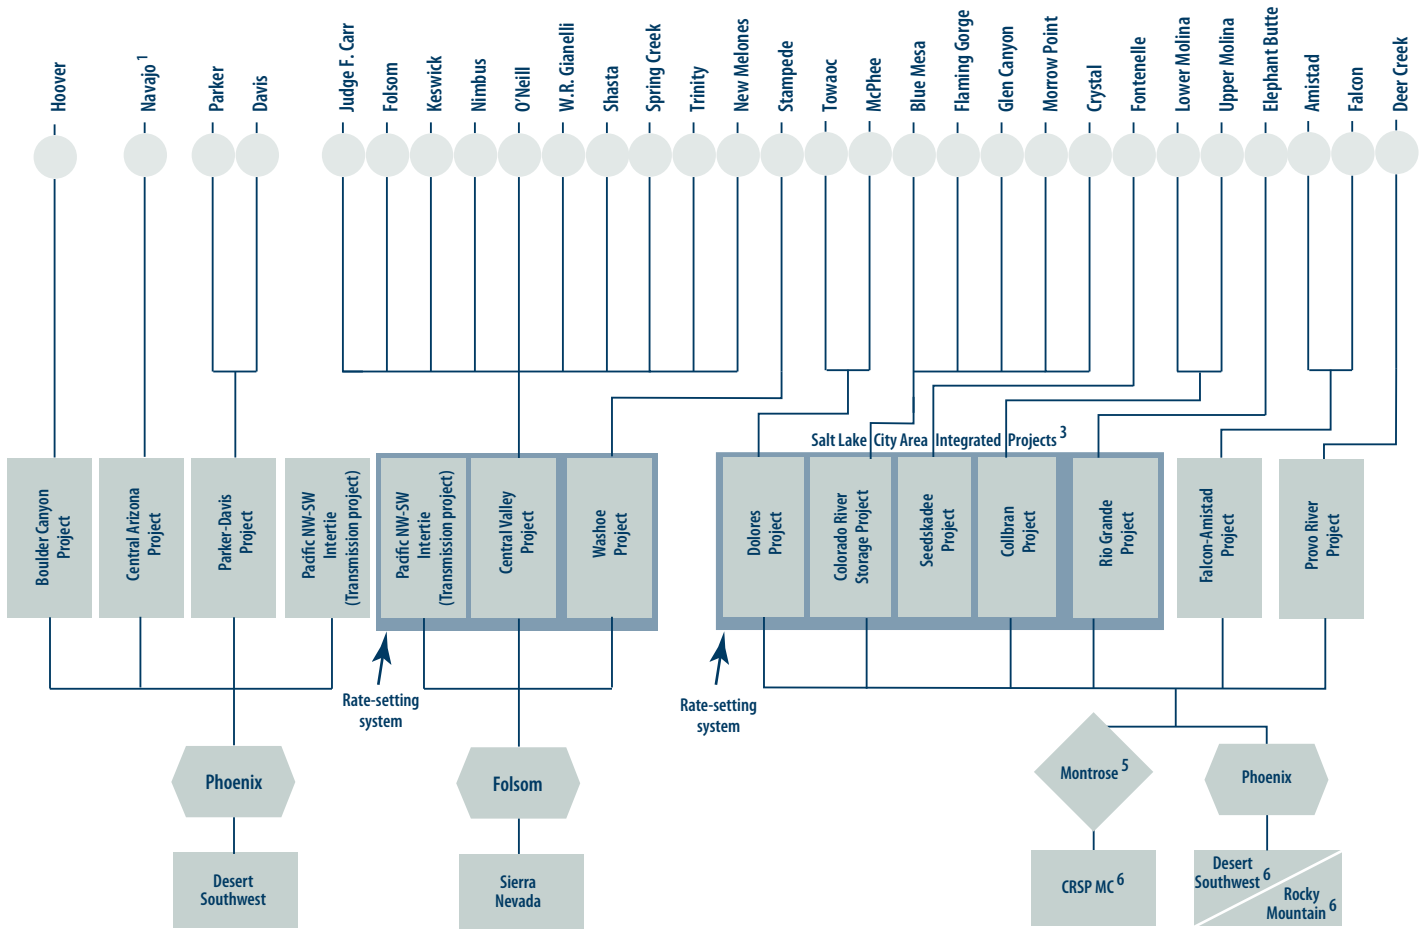 Hoover
Navajo 1
Parker
Davis
Judge F. Carr
Folsom
Keswick
Nimbus
O'Neill
W.R. Gianelli
Shasta
Spring Creek
Trinity
New Melones
Stampede
Towaoc
McPhee
Blue Mesa
Flaming Gorge
Glen Canyon
Morrow Point
Crystal
Fontenelle
Lower Molina
Upper Molina
Elephant Butte
Amistad
Falcon
Deer Creek
Salt Lake City Area Integrated Projects 3
Boulder Canyon
Project
Central Arizona
Project
Parker-Davis
Project
Pacific NW-SW
Intertie
(Transmission project)
Pacific NW-SW
Intertie
(Transmission project)
Central Valley
Project
Washoe
Project
Dolores
Project
Colorado River
Storage Project
Seedskadee
Project
Collbran
Project
Rio Grande
Project
Falcon-Amistad
Project
Provo River
Project
Rate-setting
system
Rate-setting
system
Phoenix
Folsom
Montrose 5
Phoenix
Desert
Southwest
Sierra
Nevada
CRSP MC 6
Desert
Southwest 6
Rocky
Mountain 6